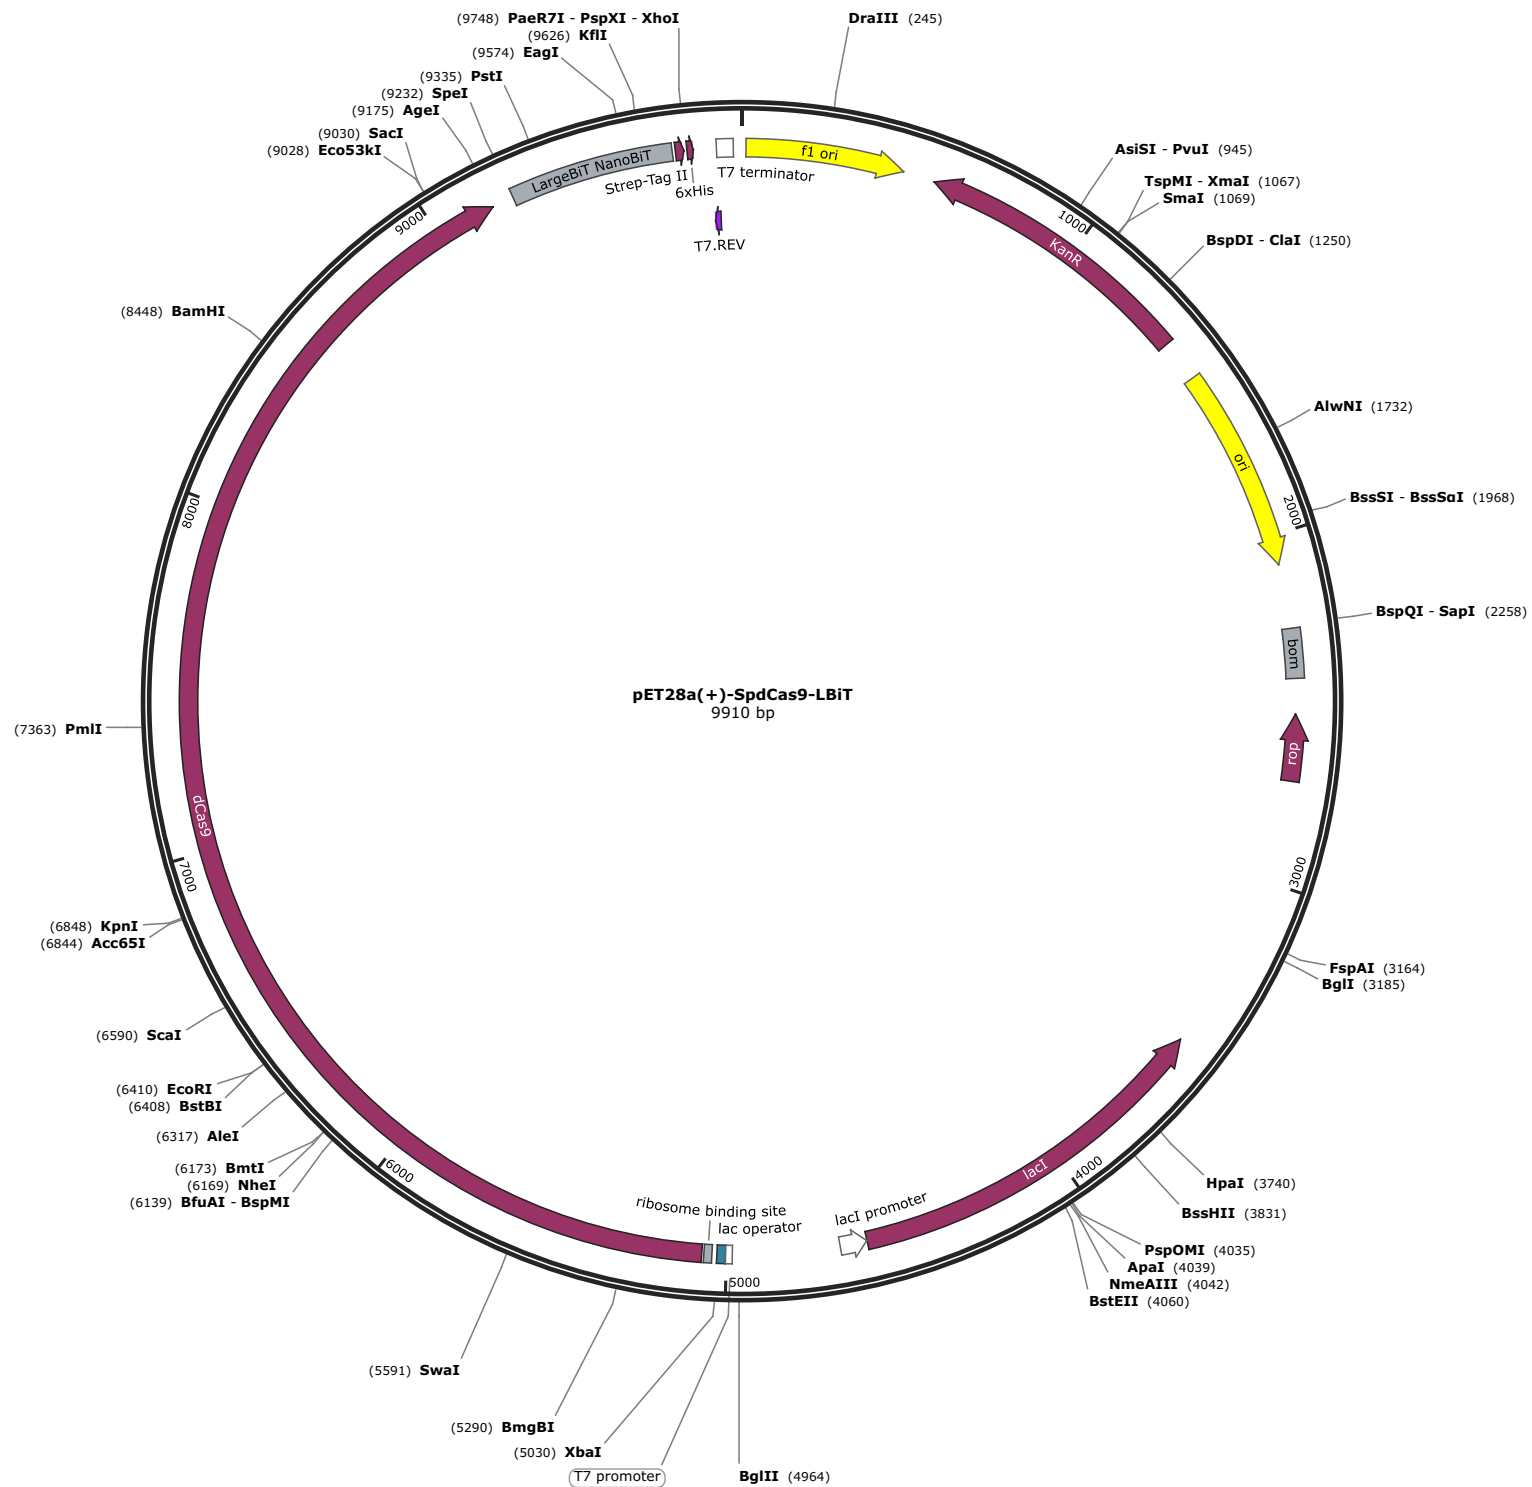 (9748) PaeR7I - PspXI - XhoI
(9626) KflI
(9574) EagI
(9335) PstI
(9232) SpeI
(9175) AgeI
(9030) SacI
(9028) Eco53kI
(8448) BamHI
(7363) PmlI
(6848) KpnI
(6844) Acc65I
(6590) ScaI
(6410) EcoRI
(6408) BstBI
(6317) AleI
(6173) BmtI
(6169) NheI
(6139) BfuAI - BspMI
(5591) SwaI
(5290) BmgBI
(5030) XbaI
T7 promoter
BglII (4964)
DraIII (245)
AsiSI - PvuI (945)
TspMI - XmaI (1067)
SmaI (1069)
BspDI - ClaI (1250)
AlwNI (1732)
BssSI - BssSαI (1968)
BspQI - SapI (2258)
FspAI (3164)
BglI (3185)
HpaI (3740)
BssHII (3831)
PspOMI (4035)
ApaI (4039)
NmeAIII (4042)
BstEII (4060)
1000
2000
3000
4000
5000
6000
7000
8000
9000
LargeBiT NanoBiT
Strep-Tag II
6xHis
T7 terminator
T7.REV
f1 ori
KanR
ori
bom
rop
lacI
lacI promoter
lac operator
ribosome binding site
dCas9
pET28a(+)-SpdCas9-LBiT
9910 bp